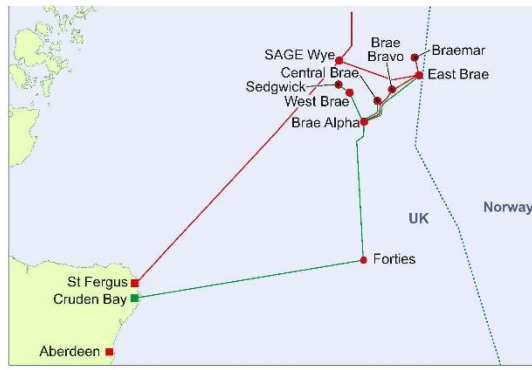 SAGE Wye
Brae
Bravo
Braemar
Central Brae
East Brae
Sedgwick
West Brae
Brae Alpha
UK
Norway
Forties
St Fergus
Cruden Bay
Aberdeen